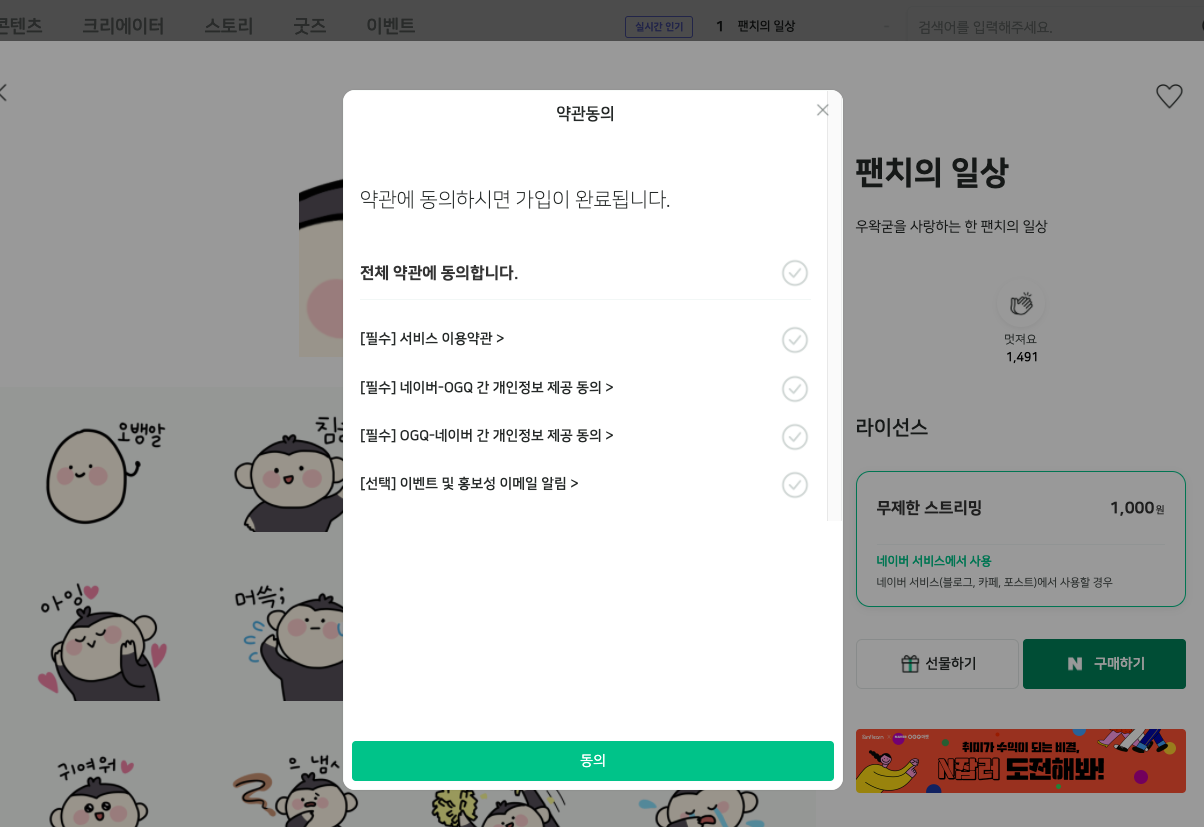 콘텐츠 크리에이터 스토리 굿즈 이벤트
실시간 인기 1 팬치의 일상 검색어를 입력해주세요.
약관동의
약관에 동의하시면 가입이 완료됩니다.
전체 약관에 동의합니다.
[필수] 서비스 이용약관 >
[필수] 네이버-OGQ 간 개인정보 제공 동의 >
[필수] OGQ-네이버 간 개인정보 제공 동의 >
[선택] 이벤트 및 홍보성 이메일 알림 >
동의
팬치의 일상
우왁굳을 사랑하는 한 팬치의 일상
멋져요
1,491
라이선스
무제한 스트리밍 1,000원
네이버 서비스에서 사용
네이버 서비스(블로그, 카페, 포스트)에서 사용할 경우
선물하기
N 구매하기
취미가 수익이 되는 비결,
N잡러 도전해봐!
오뱅알
아잉
머쓱;
귀여워